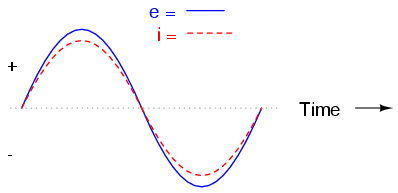 e =
i =
+
Time
-